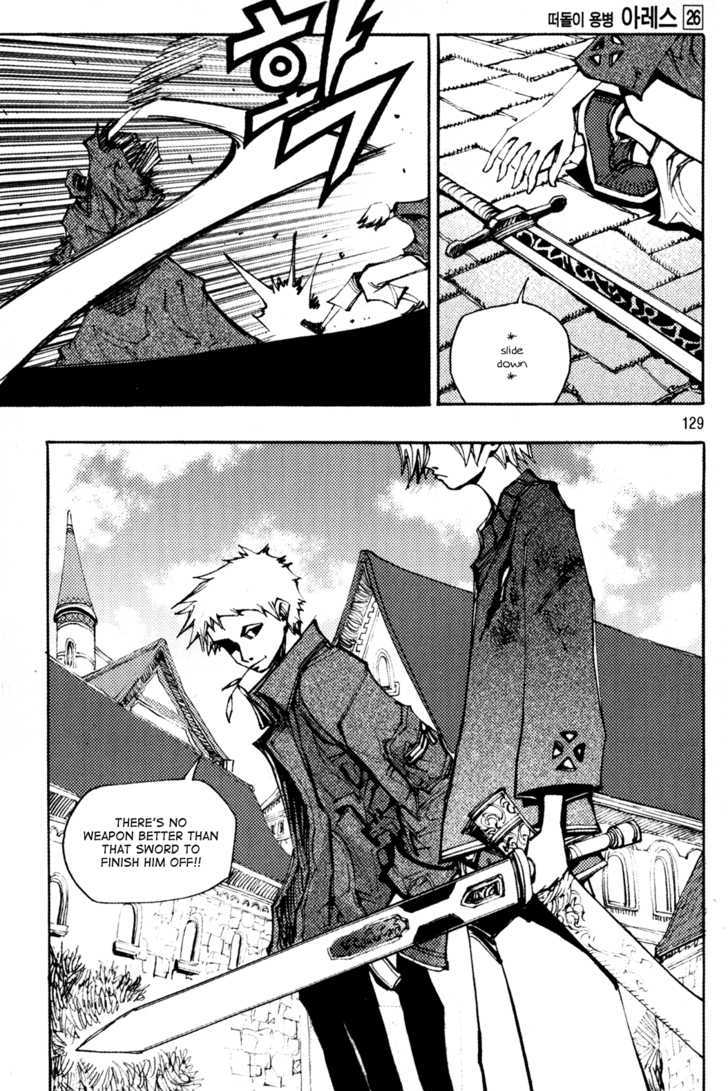 떠돌이 용병 아레스 26
확
*
slide
down
*
129
THERE'S NO
WEAPON BETTER THAN
THAT SWORD TO
FINISH HIM OFF!!